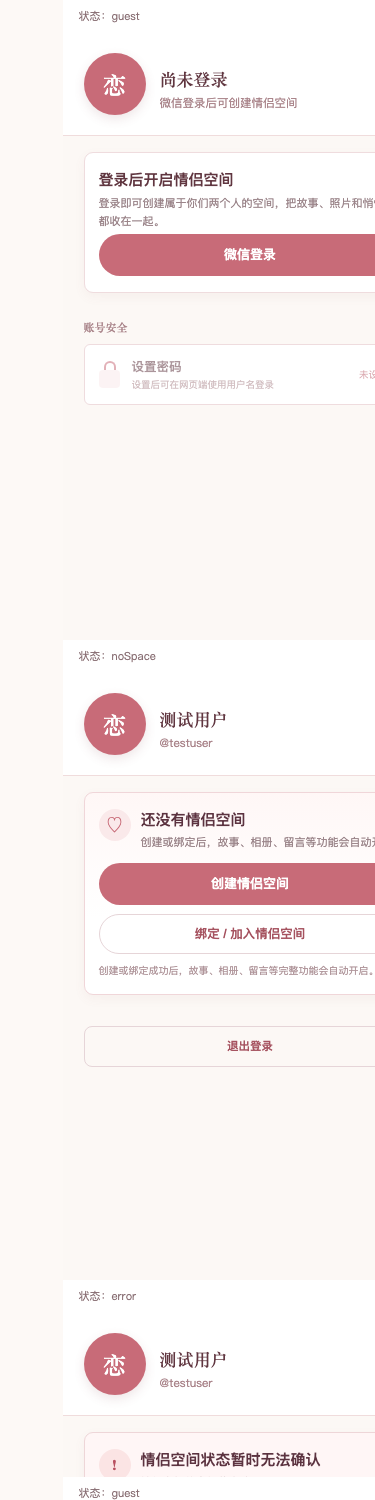 状态：guest
恋
尚未登录
微信登录后可创建情侣空间
登录后开启情侣空间
登录即可创建属于你们两个人的空间，把故事、照片和悄
都收在一起。
微信登录
账号安全
设置密码
设置后可在网页端使用用户名登录
未设
状态：noSpace
恋
测试用户
@testuser
还没有情侣空间
创建或绑定后，故事、相册、留言等功能会自动
创建情侣空间
绑定 / 加入情侣空间
创建或绑定成功后，故事、相册、留言等完整功能会自动开启。
退出登录
状态：error
恋
测试用户
@testuser
!
情侣空间状态暂时无法确认
状态：guest